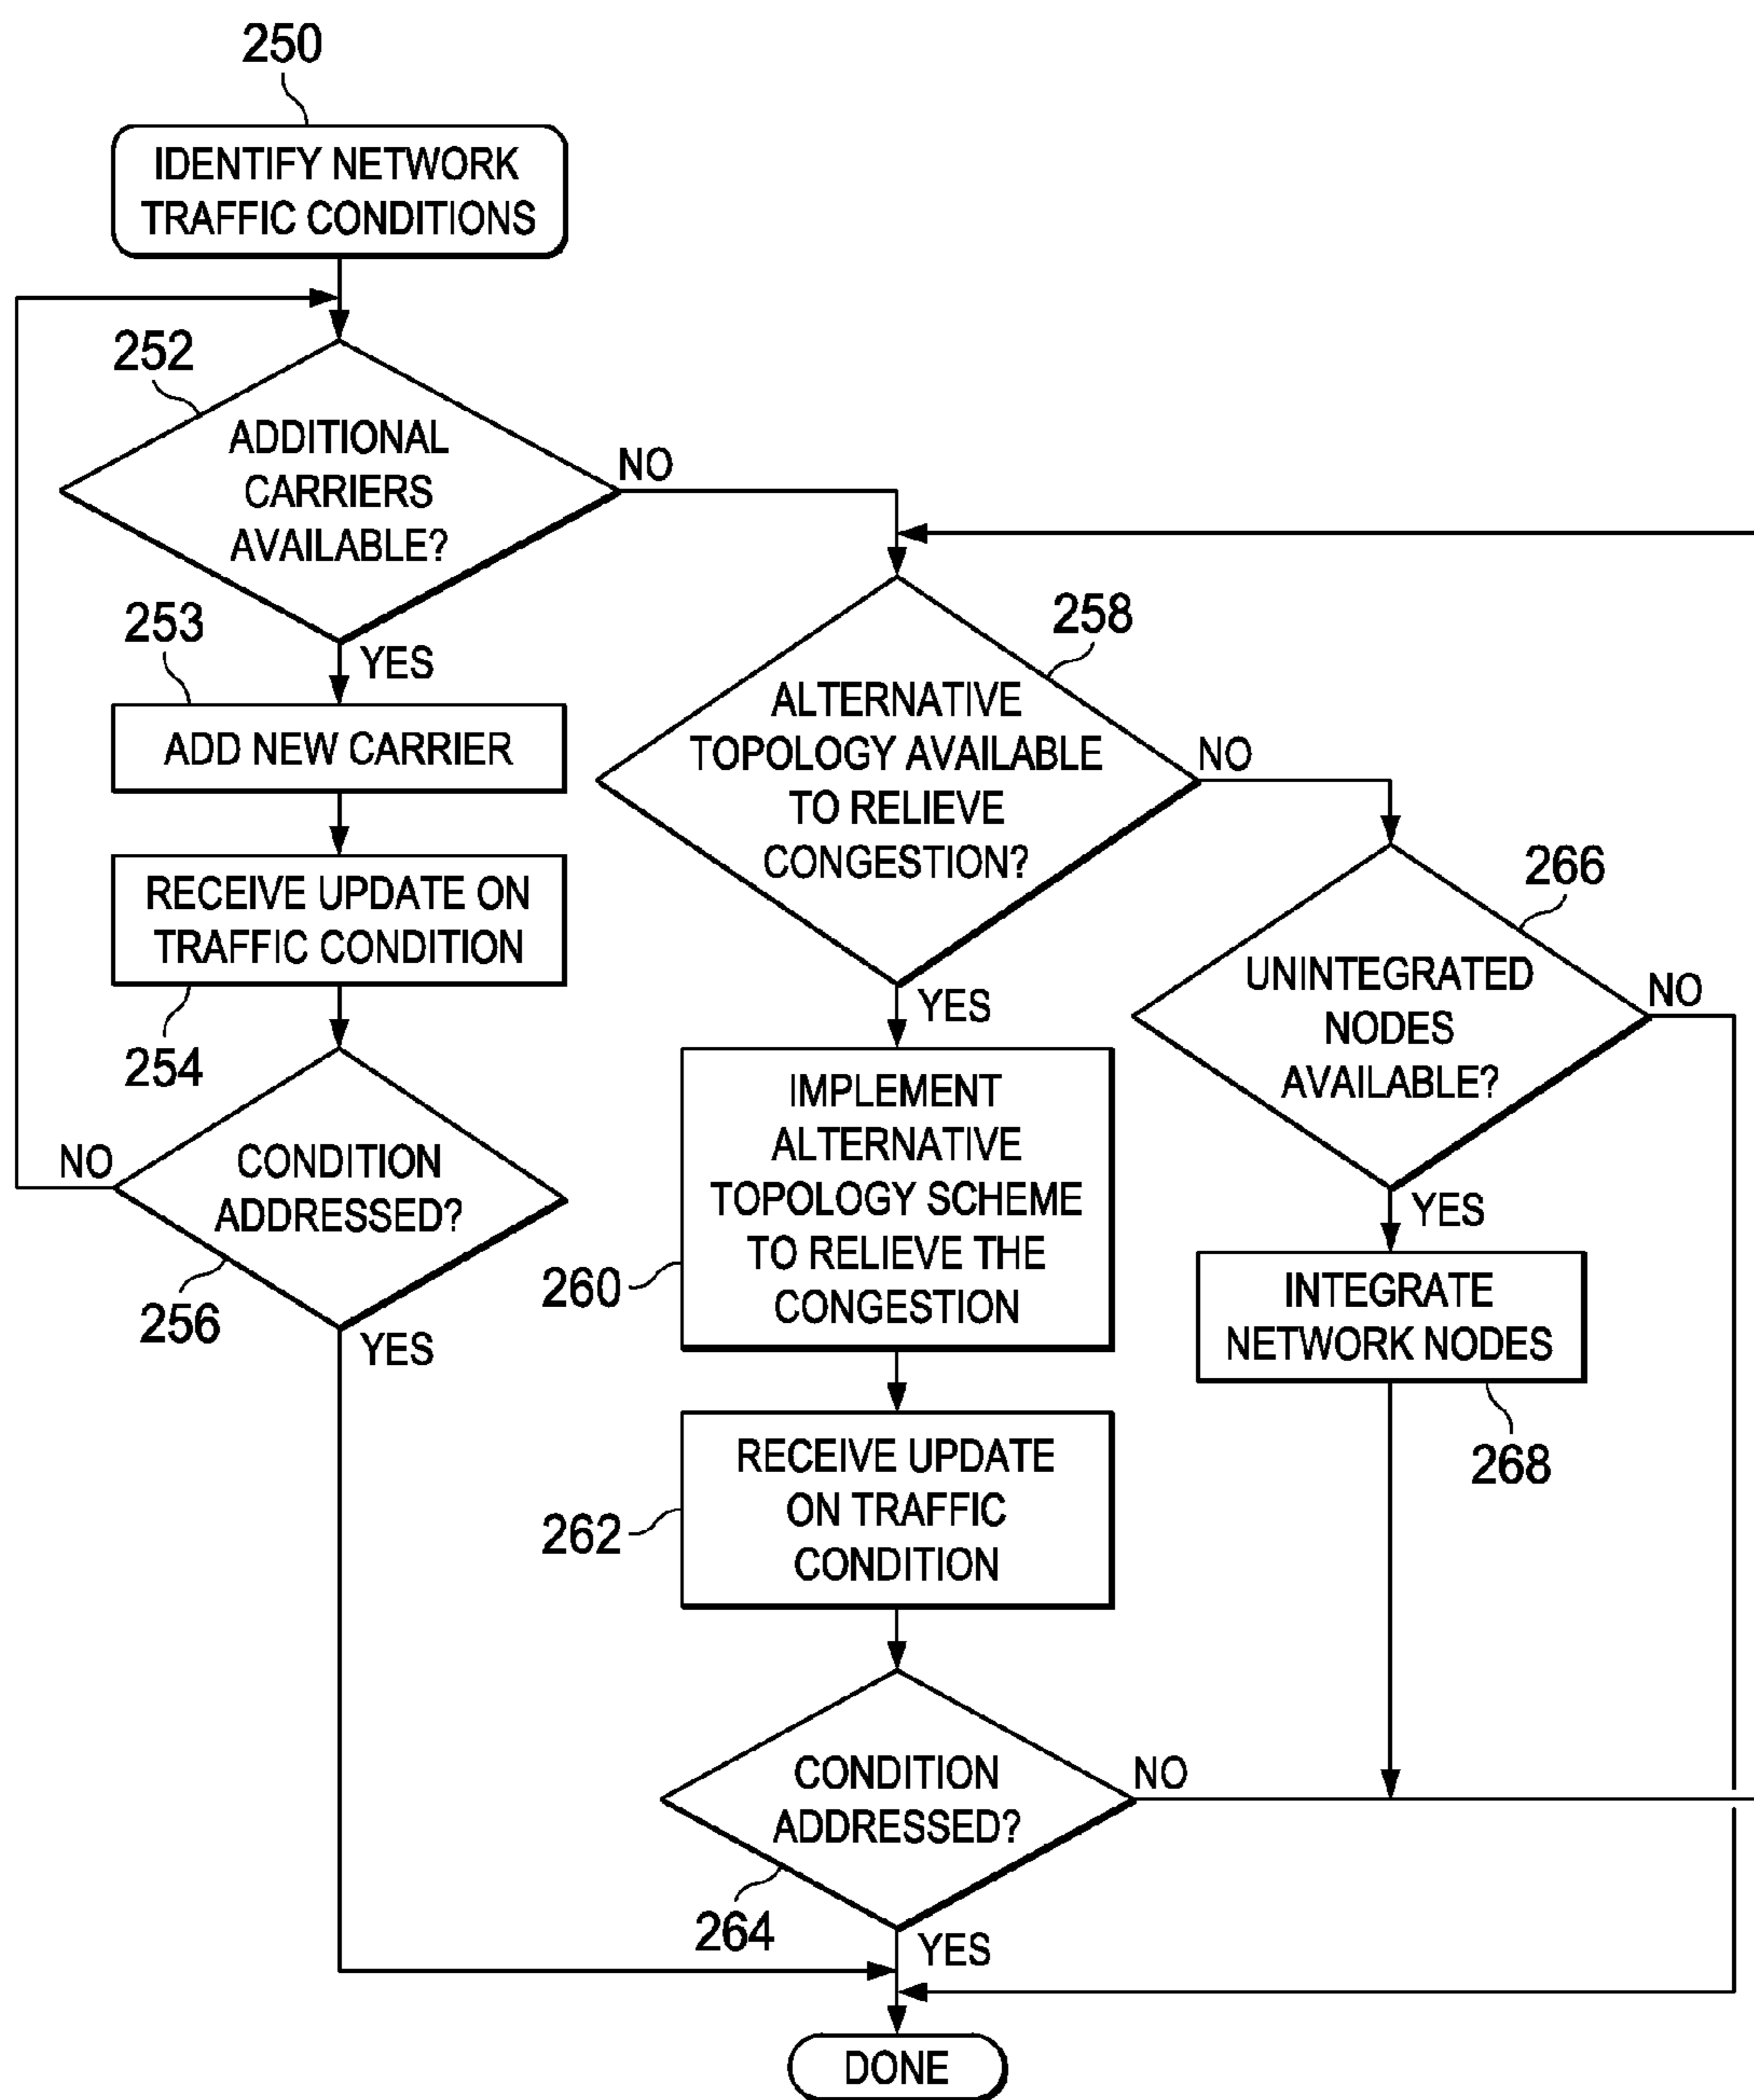 250
IDENTIFY NETWORK
TRAFFIC CONDITIONS
252
ADDITIONAL
CARRIERS
AVAILABLE?
NO
YES
253
ADD NEW CARRIER
RECEIVE UPDATE ON
TRAFFIC CONDITION
254
CONDITION
ADDRESSED?
NO
256
YES
258
ALTERNATIVE
TOPOLOGY AVAILABLE
TO RELIEVE
CONGESTION?
NO
YES
IMPLEMENT
ALTERNATIVE
TOPOLOGY SCHEME
TO RELIEVE THE
CONGESTION
260
RECEIVE UPDATE
ON TRAFFIC
CONDITION
262
CONDITION
ADDRESSED?
NO
264
YES
266
UNINTEGRATED
NODES
AVAILABLE?
NO
YES
INTEGRATE
NETWORK NODES
268
DONE